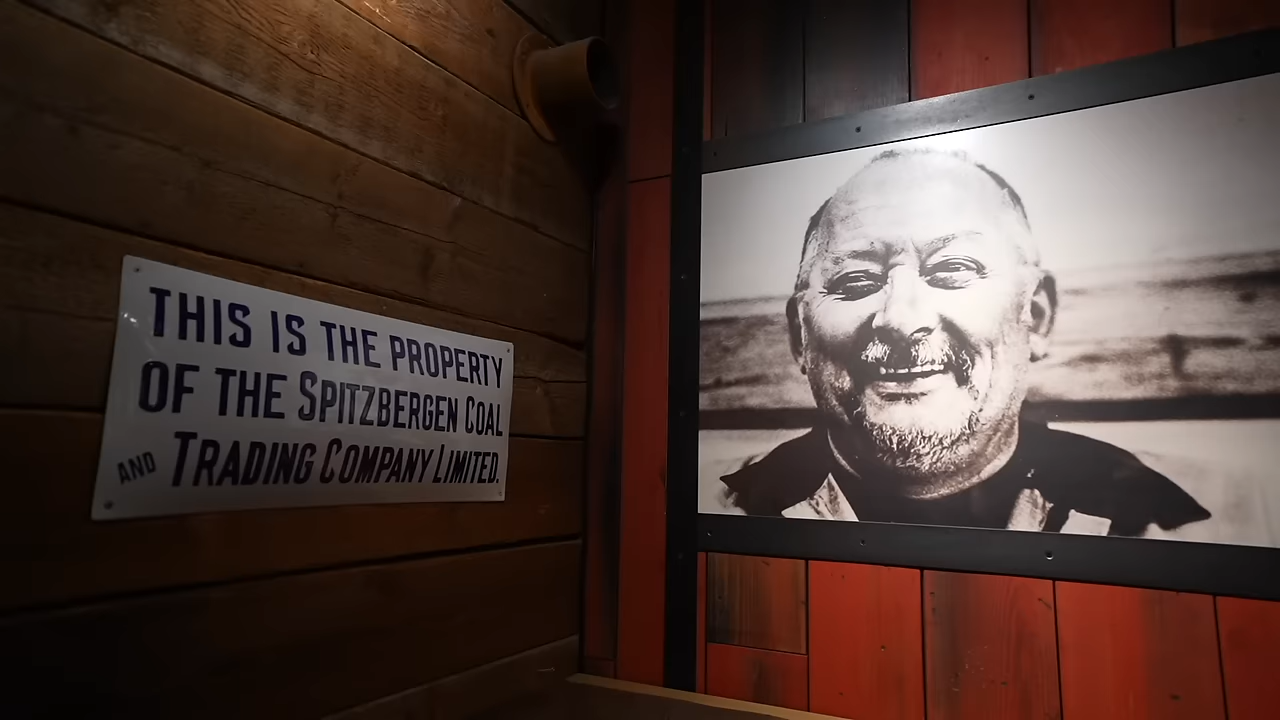 THIS IS THE PROPERTY
OF THE SPITZBERGEN COAL
AND TRADING COMPANY LIMITED.